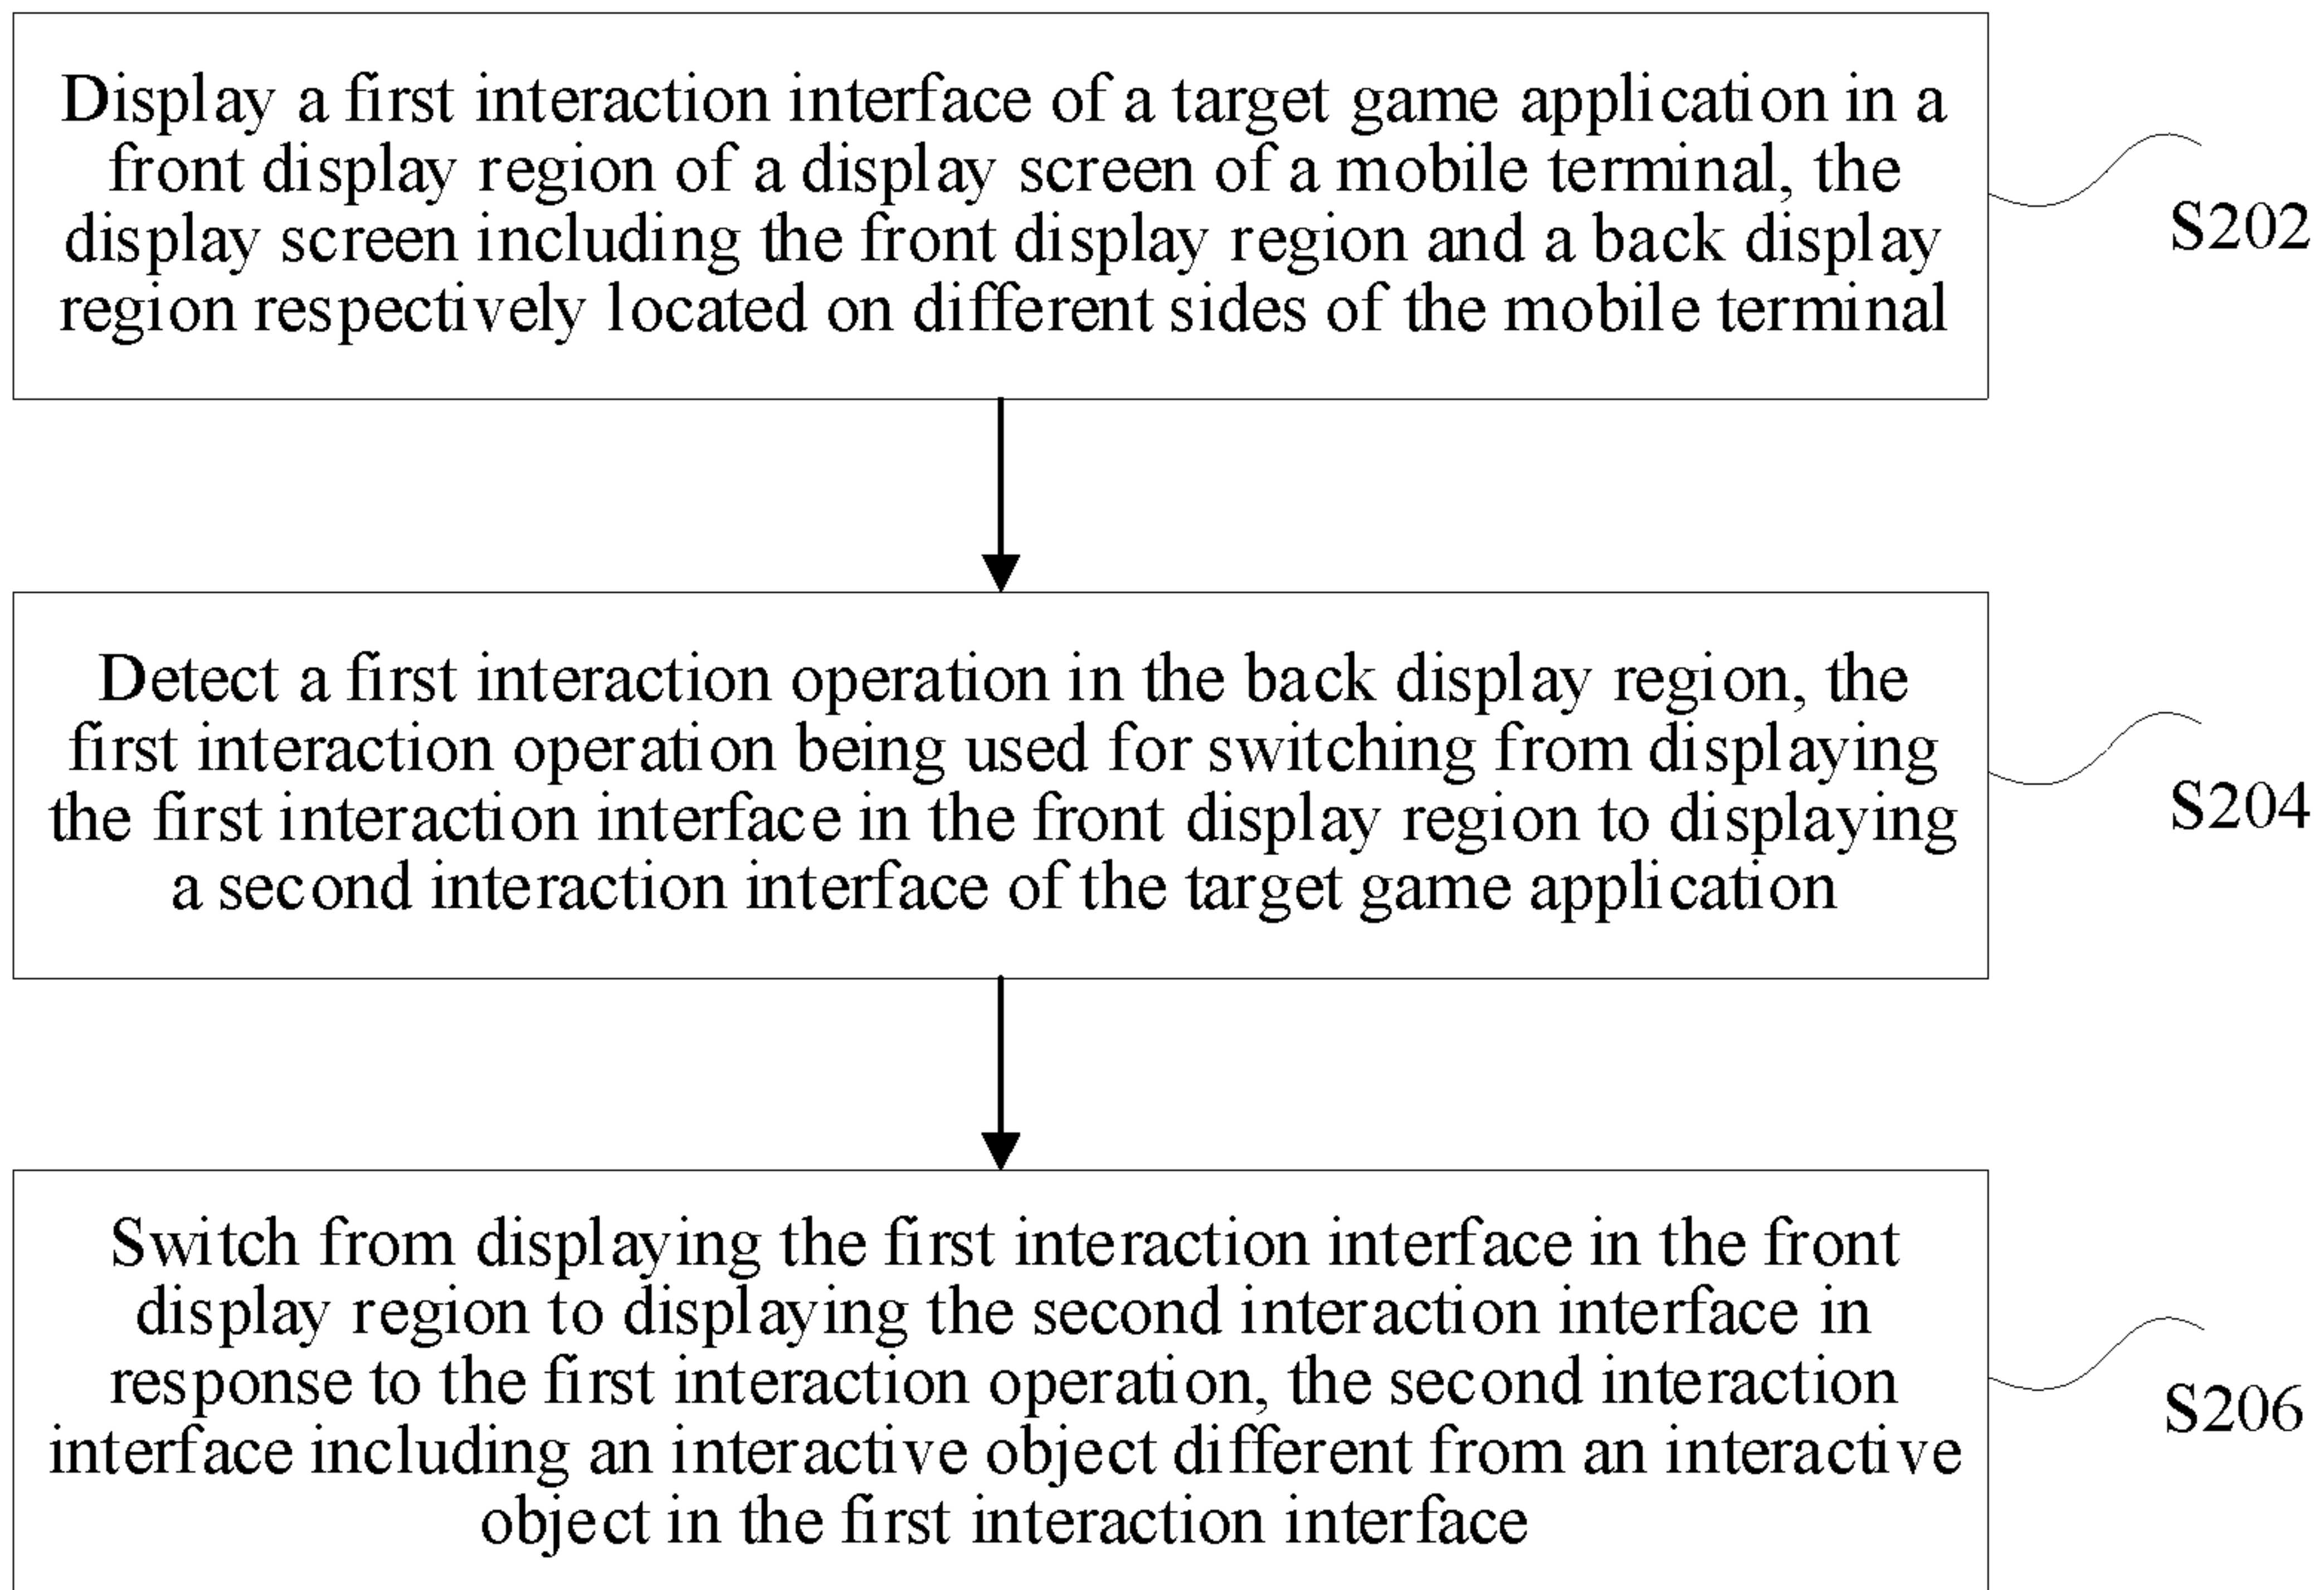 Display a first interaction interface of a target game application in a
front display region of a display screen of a mobile terminal, the
display screen including the front display region and a back display
region respectively located on different sides of the mobile terminal
S202
Detect a first interaction operation in the back display region, the
first interaction operation being used for switching from displaying
the first interaction interface in the front display region to displaying
a second interaction interface of the target game application
S204
Switch from displaying the first interaction interface in the front
display region to displaying the second interaction interface in
response to the first interaction operation, the second interaction
interface including an interactive object different from an interactive
object in the first interaction interface
S206